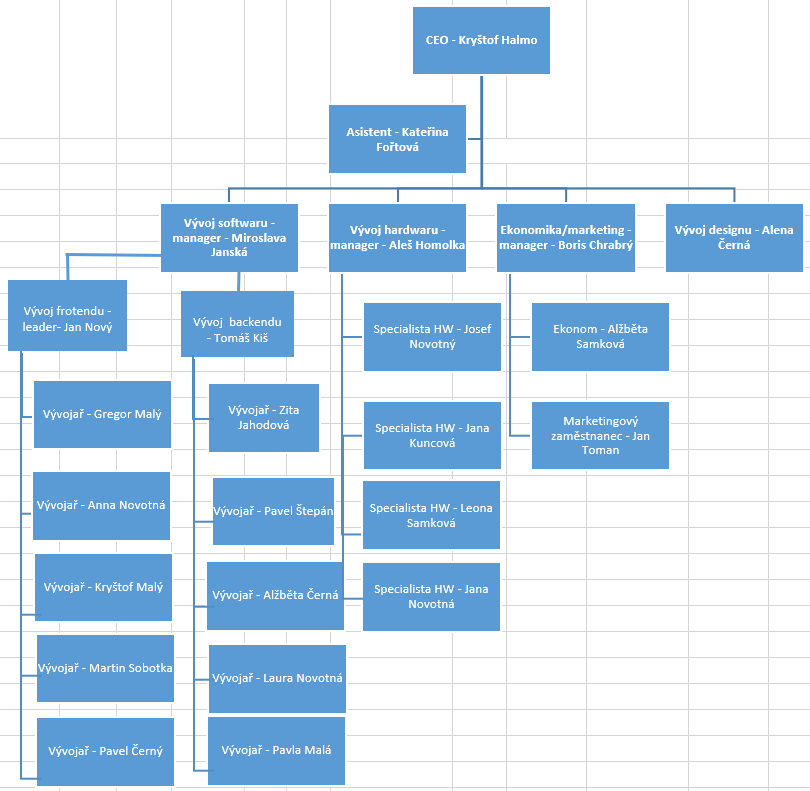 CEO - Kryštof Halmo
Asistent - Kateřina
Fořtová
Vývoj softwaru -
manager - Miroslava
Janská
Vývoj hardwaru -
manager - Aleš Homolka
Ekonomika/marketing -
manager - Boris Chrabrý
Vývoj designu - Alena
Černá
Vývoj frotendu -
leader- Jan Nový
Vývoj  backendu
- Tomáš Kiš
Specialista HW - Josef
Novotný
Ekonom - Alžběta
Samková
Vývojař - Gregor Malý
Vývojař - Zita
Jahodová
Specialista HW - Jana
Kuncová
Marketingový
zaměstnanec - Jan
Toman
Vývojař - Anna Novotná
Vývojař - Pavel Štepán
Specialista HW - Leona
Samková
Vývojař - Kryštof Malý
Vývojař - Alžběta Černá
Specialista HW - Jana
Novotná
Vývojař - Martin Sobotka
Vývojař - Laura Novotná
Vývojař - Pavel Černý
Vývojař - Pavla Malá